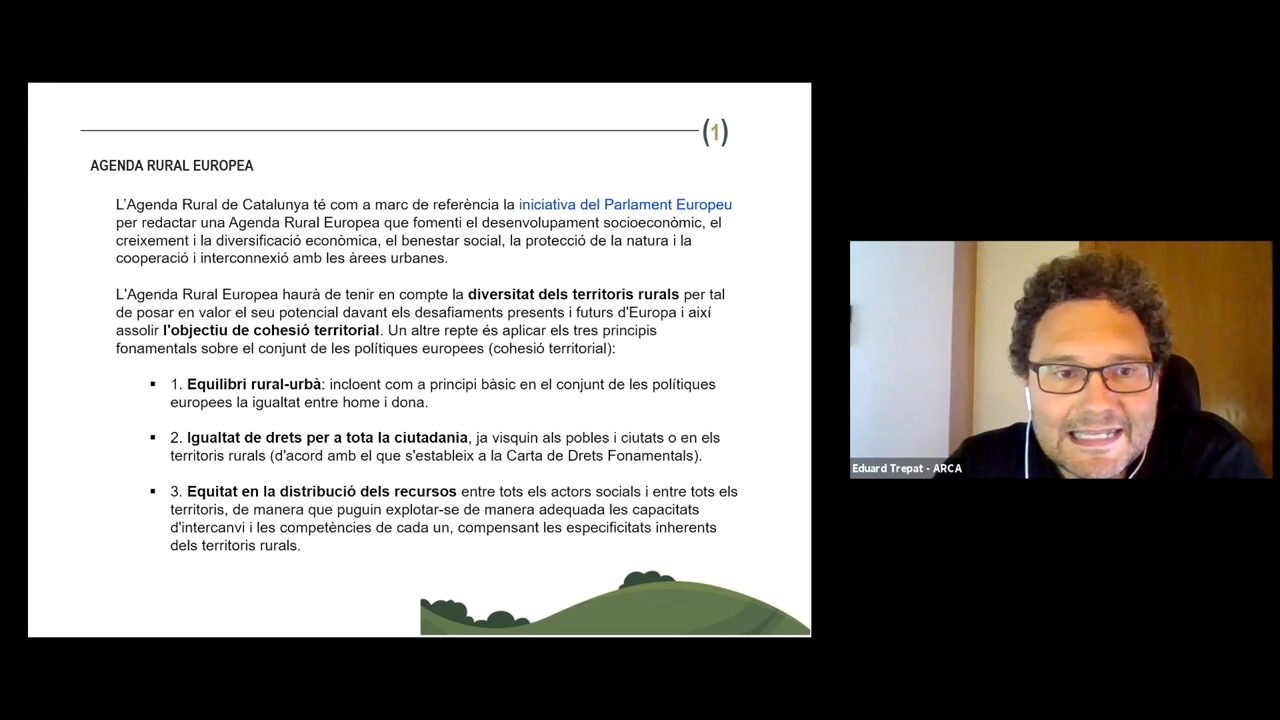 (1)
AGENDA RURAL EUROPEA
L'Agenda Rural de Catalunya té com a marc de referència la iniciativa del Parlament Europeu
per redactar una Agenda Rural Europea que fomenti el desenvolupament socioeconòmic, el
creixement i la diversificació econòmica, el benestar social, la protecció de la natura i la
cooperació i interconnexió amb les àrees urbanes.
L'Agenda Rural Europea haurà de tenir en compte la diversitat dels territoris rurals per tal
de posar en valor el seu potencial davant els desafiaments presents i futurs d'Europa i així
assolir l'objectiu de cohesió territorial. Un altre repte és aplicar els tres principis
fonamentals sobre el conjunt de les polítiques europees (cohesió territorial):
▪ 1. Equilibri rural-urbà: incloent com a principi bàsic en el conjunt de les polítiques
europees la igualtat entre home i dona.
▪ 2. Igualtat de drets per a tota la ciutadania, ja visquin als pobles i ciutats o en els
territoris rurals (d'acord amb el que s'estableix a la Carta de Drets Fonamentals).
▪ 3. Equitat en la distribució dels recursos entre tots els actors socials i entre tots els
territoris, de manera que puguin explotar-se de manera adequada les capacitats
d'intercanvi i les competències de cada un, compensant les especificitats inherents
dels territoris rurals.
Eduard Trepat - ARCA